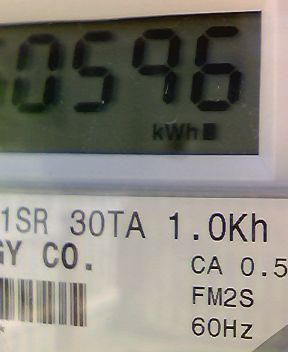 0596
kWh
1SR 30TA 1.0Kh
GY CO.
CA 0.5
FM2S
60Hz